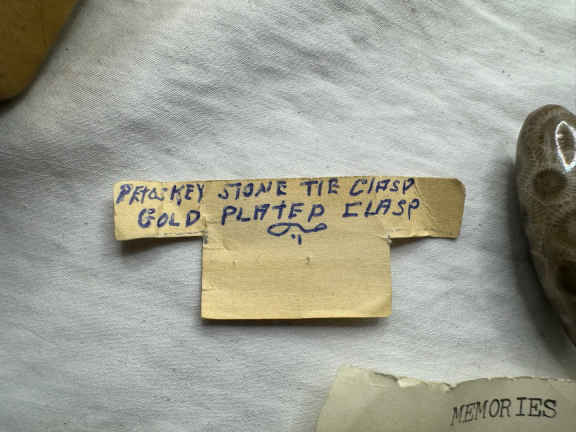 PETOSKEY STONE TIE CLASP
GOLD PLATED CLASP
MEMORIES